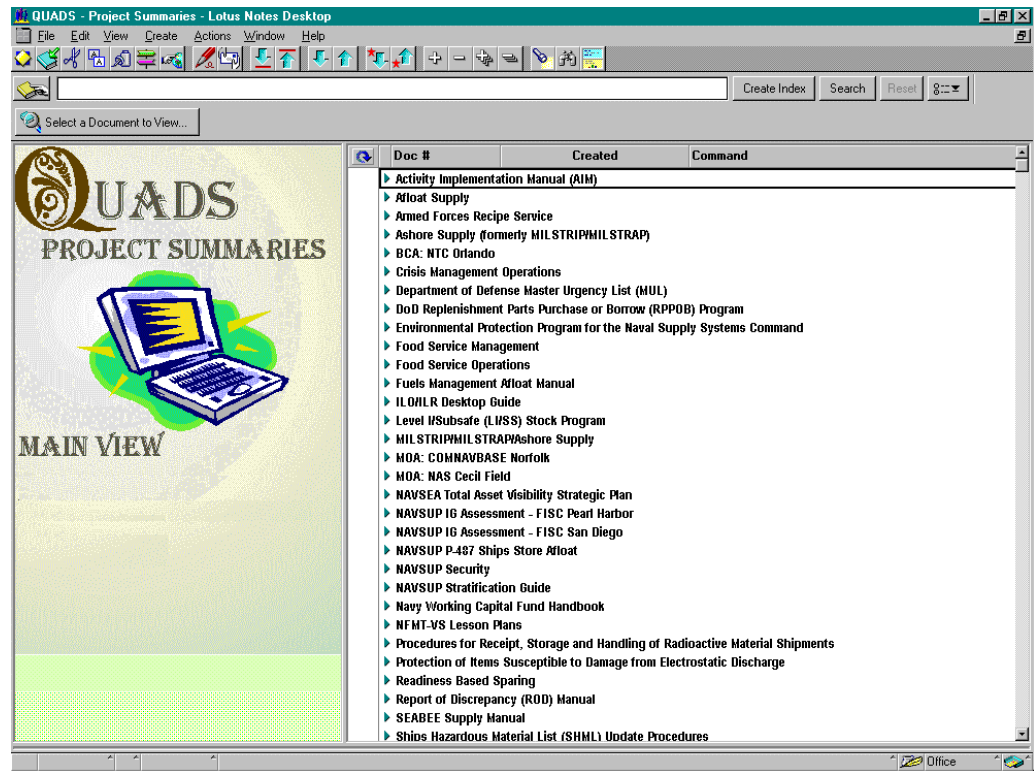 QUADS - Project Summaries - Lotus Notes Desktop
File Edit View Create Actions Window Help
Create Index Search Reset
Select a Document to View...
QUADS
PROJECT SUMMARIES
MAIN VIEW
Doc # Created Command
Activity Implementation Manual (AIM)
Afloat Supply
Armed Forces Recipe Service
Ashore Supply (formerly MILSTRIP/MILSTRAP)
BCA: NTC Orlando
Crisis Management Operations
Department of Defense Master Urgency List (MUL)
DoD Replenishment Parts Purchase or Borrow (RPPOB) Program
Environmental Protection Program for the Naval Supply Systems Command
Food Service Management
Food Service Operations
Fuels Management Afloat Manual
ILO/ILR Desktop Guide
Level I/Subsafe (LI/SS) Stock Program
MILSTRIP/MILSTRAP/Ashore Supply
MOA: COMNAVBASE Norfolk
MOA: NAS Cecil Field
NAVSEA Total Asset Visibility Strategic Plan
NAVSUP IG Assessment - FISC Pearl Harbor
NAVSUP IG Assessment - FISC San Diego
NAVSUP P-487 Ships Store Afloat
NAVSUP Security
NAVSUP Stratification Guide
Navy Working Capital Fund Handbook
NFMT-VS Lesson Plans
Procedures for Receipt, Storage and Handling of Radioactive Material Shipments
Protection of Items Susceptible to Damage from Electrostatic Discharge
Readiness Based Sparing
Report of Discrepancy (ROD) Manual
SEABEE Supply Manual
Ships Hazardous Material List (SHML) Update Procedures
Office